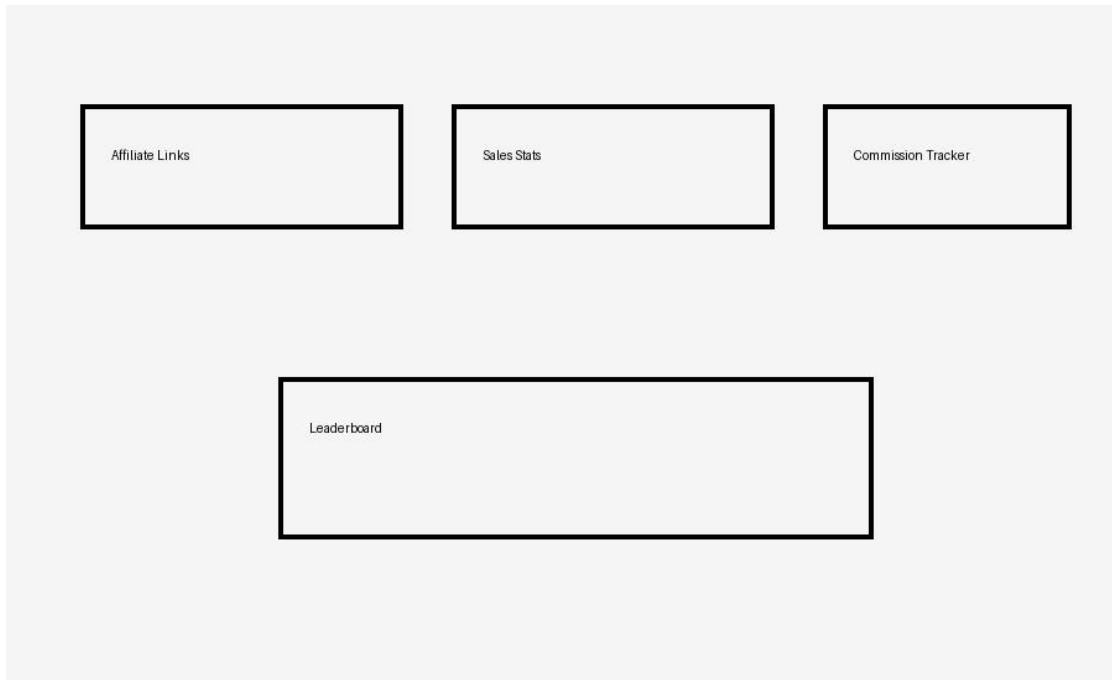 Affiliate Links
Sales Stats
Commission Tracker
Leaderboard